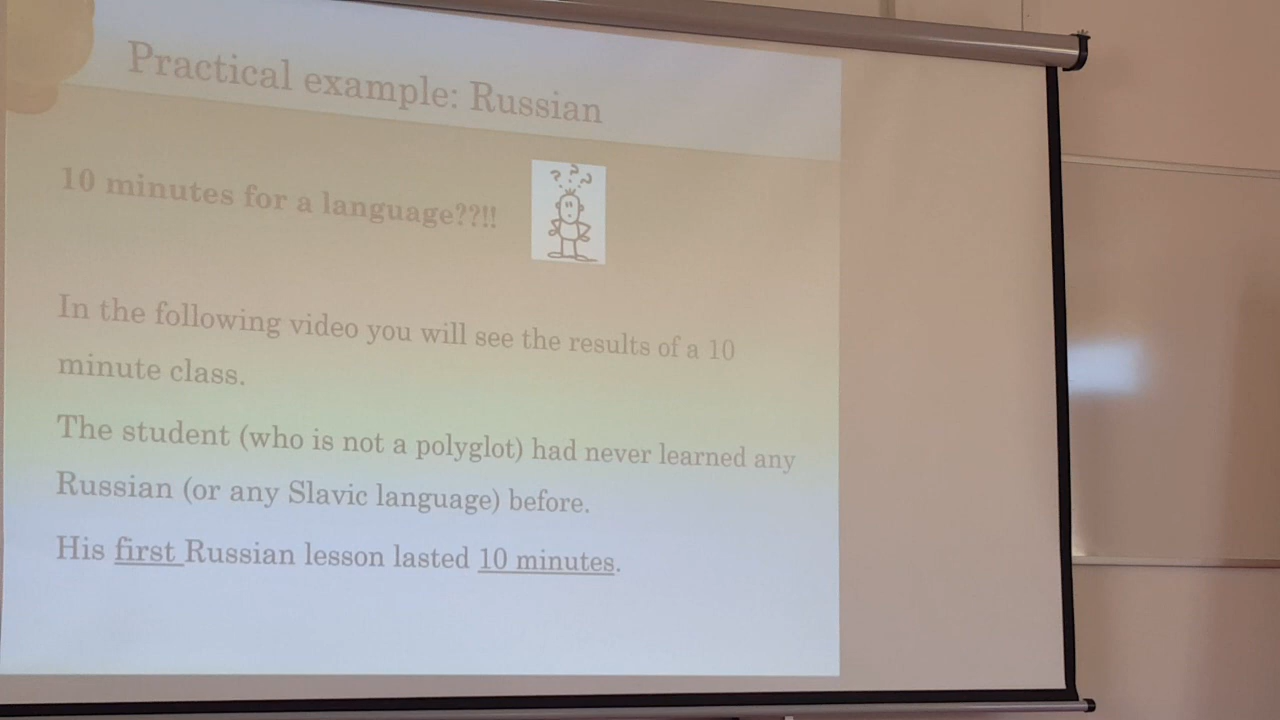 Practical example: Russian
10 minutes for a language??!!
? ? ?
In the following video you will see the results of a 10
minute class.
The student (who is not a polyglot) had never learned any
Russian (or any Slavic language) before.
His first Russian lesson lasted 10 minutes.